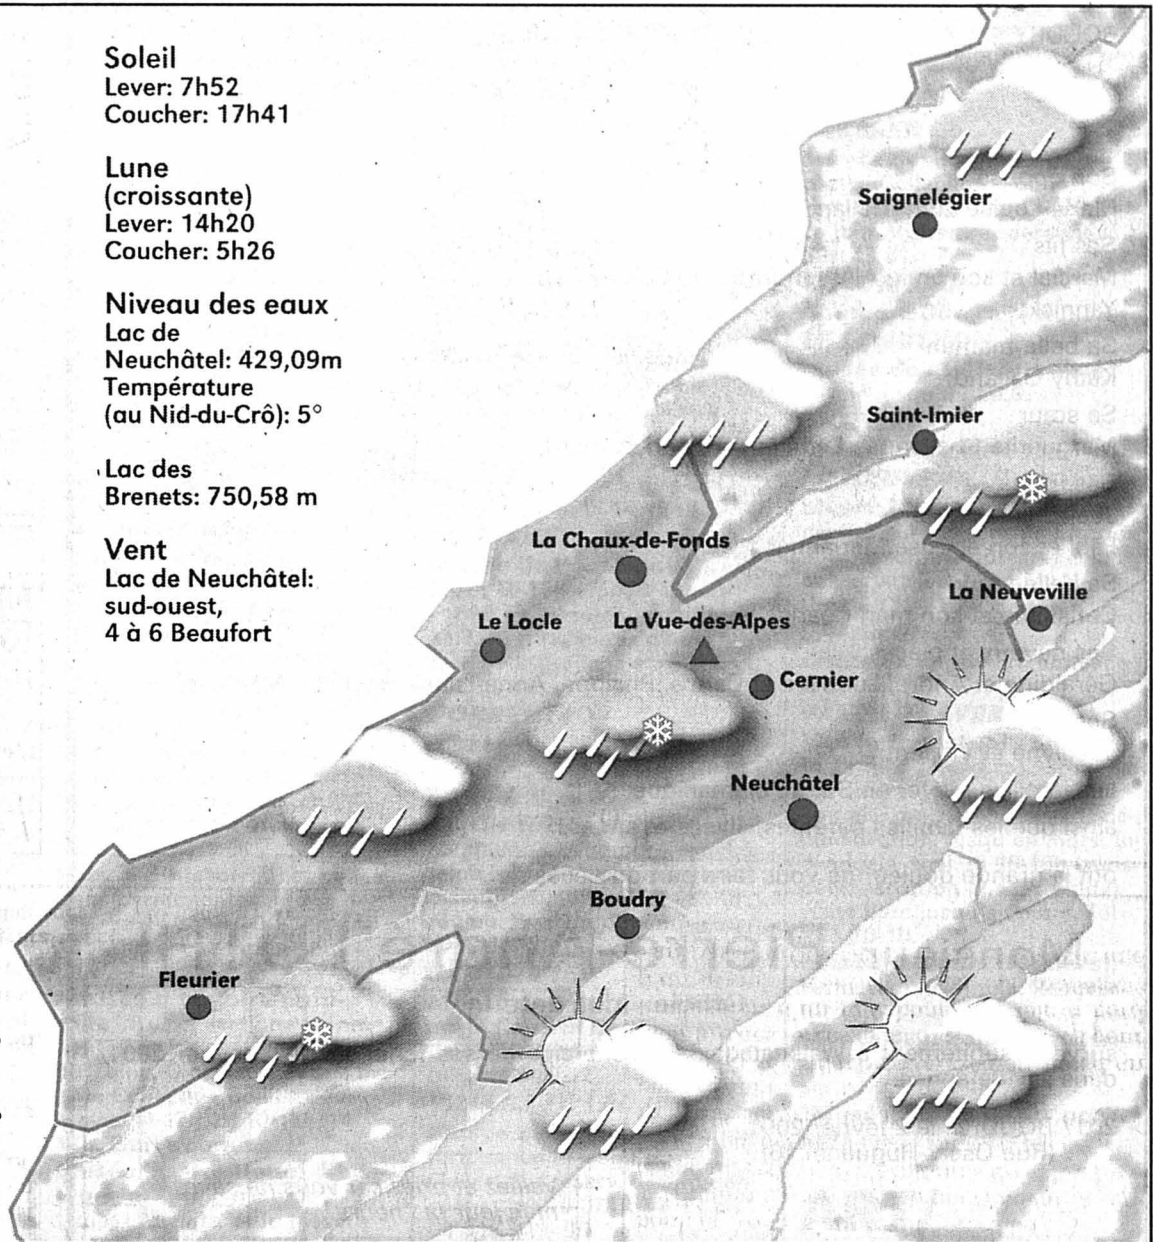 Soleil
Lever: 7h52
Coucher: 17h41
Lune
(croissante)
Lever: 14h20
Coucher: 5h26
Niveau des eaux
Lac de
Neuchâtel: 429,09m
Température
(au Nid-du-Crô): 5°
Lac des
Brenets: 750,58 m
Vent
Lac de Neuchâtel:
sud-ouest,
4 à 6 Beaufort
Saignelégier
Saint-Imier
La Chaux-de-Fonds
La Neuveville
Le Locle
La Vue-des-Alpes
Cernier
Neuchâtel
Boudry
Fleurier